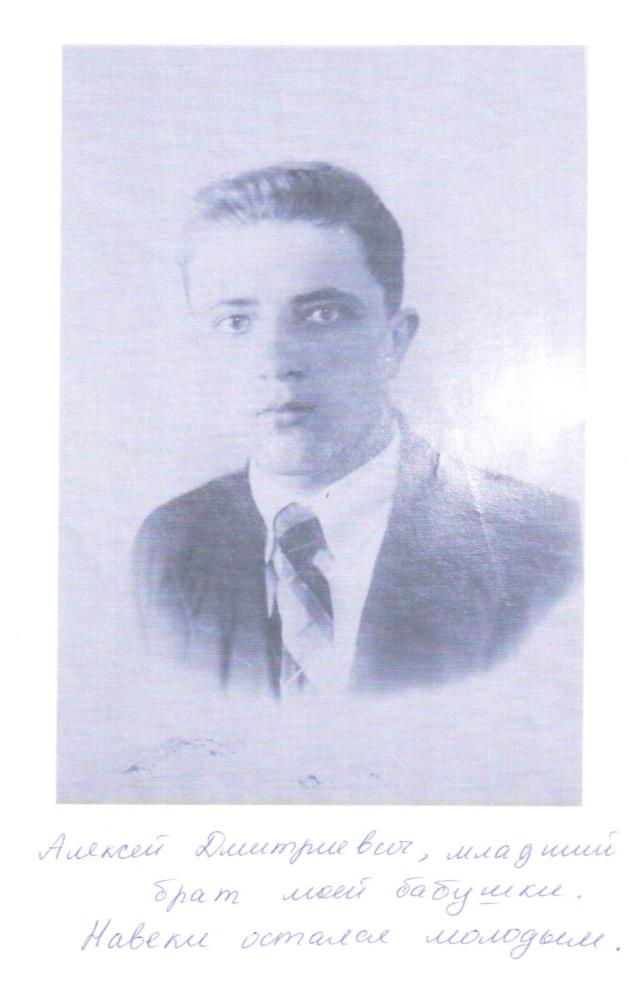 Алексей Дмитриевич, младший
брат моей бабушки.
Навеки остался молодым.